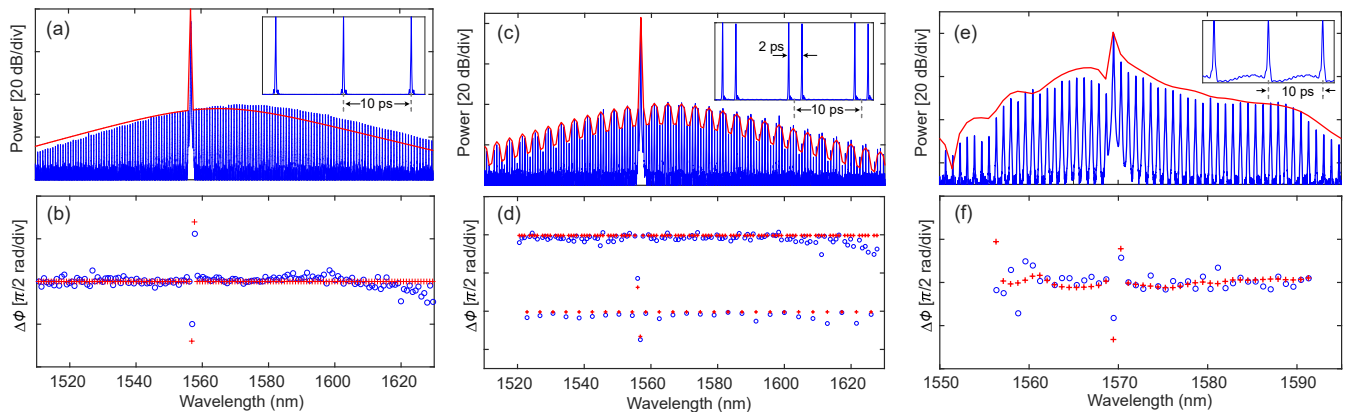 (a)
Power [20 dB/div]
10 ps
(b)
ΔΦ [π/2 rad/div]
1520 1540 1560 1580 1600 1620
Wavelength (nm)
(c)
Power [20 dB/div]
2 ps
10 ps
(d)
ΔΦ [π/2 rad/div]
1520 1540 1560 1580 1600 1620
Wavelength (nm)
(e)
Power [20 dB/div]
10 ps
(f)
ΔΦ [π/2 rad/div]
1550 1560 1570 1580 1590
Wavelength (nm)